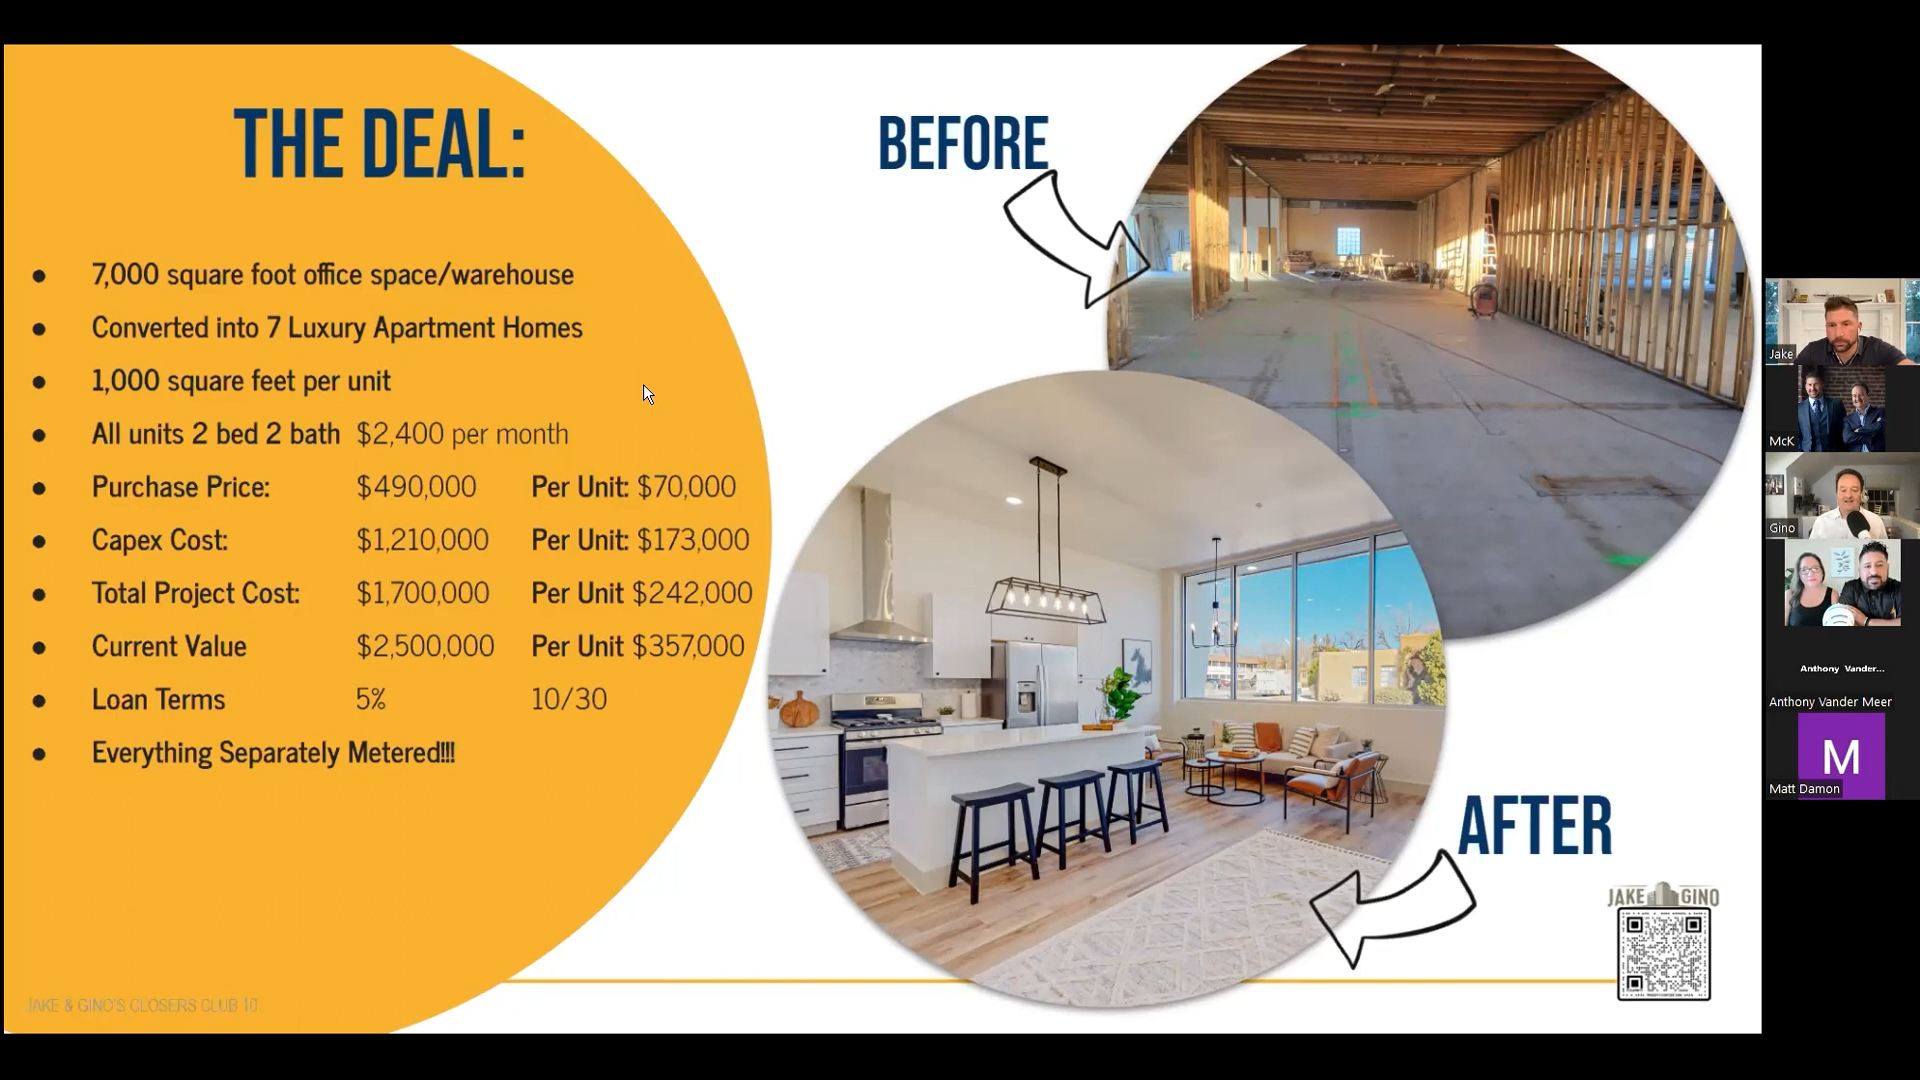 THE DEAL:
7,000 square foot office space/warehouse
Converted into 7 Luxury Apartment Homes
1,000 square feet per unit
All units 2 bed 2 bath $2,400 per month
Purchase Price: $490,000 Per Unit: $70,000
Capex Cost: $1,210,000 Per Unit: $173,000
Total Project Cost: $1,700,000 Per Unit $242,000
Current Value $2,500,000 Per Unit $357,000
Loan Terms 5% 10/30
Everything Separately Metered!!!
JAKE & GINO'S CLOSERS CLUB 10
BEFORE
AFTER
JAKE GINO
Jake
McK
Gino
Anthony Vander...
Anthony Vander Meer
M
Matt Damon